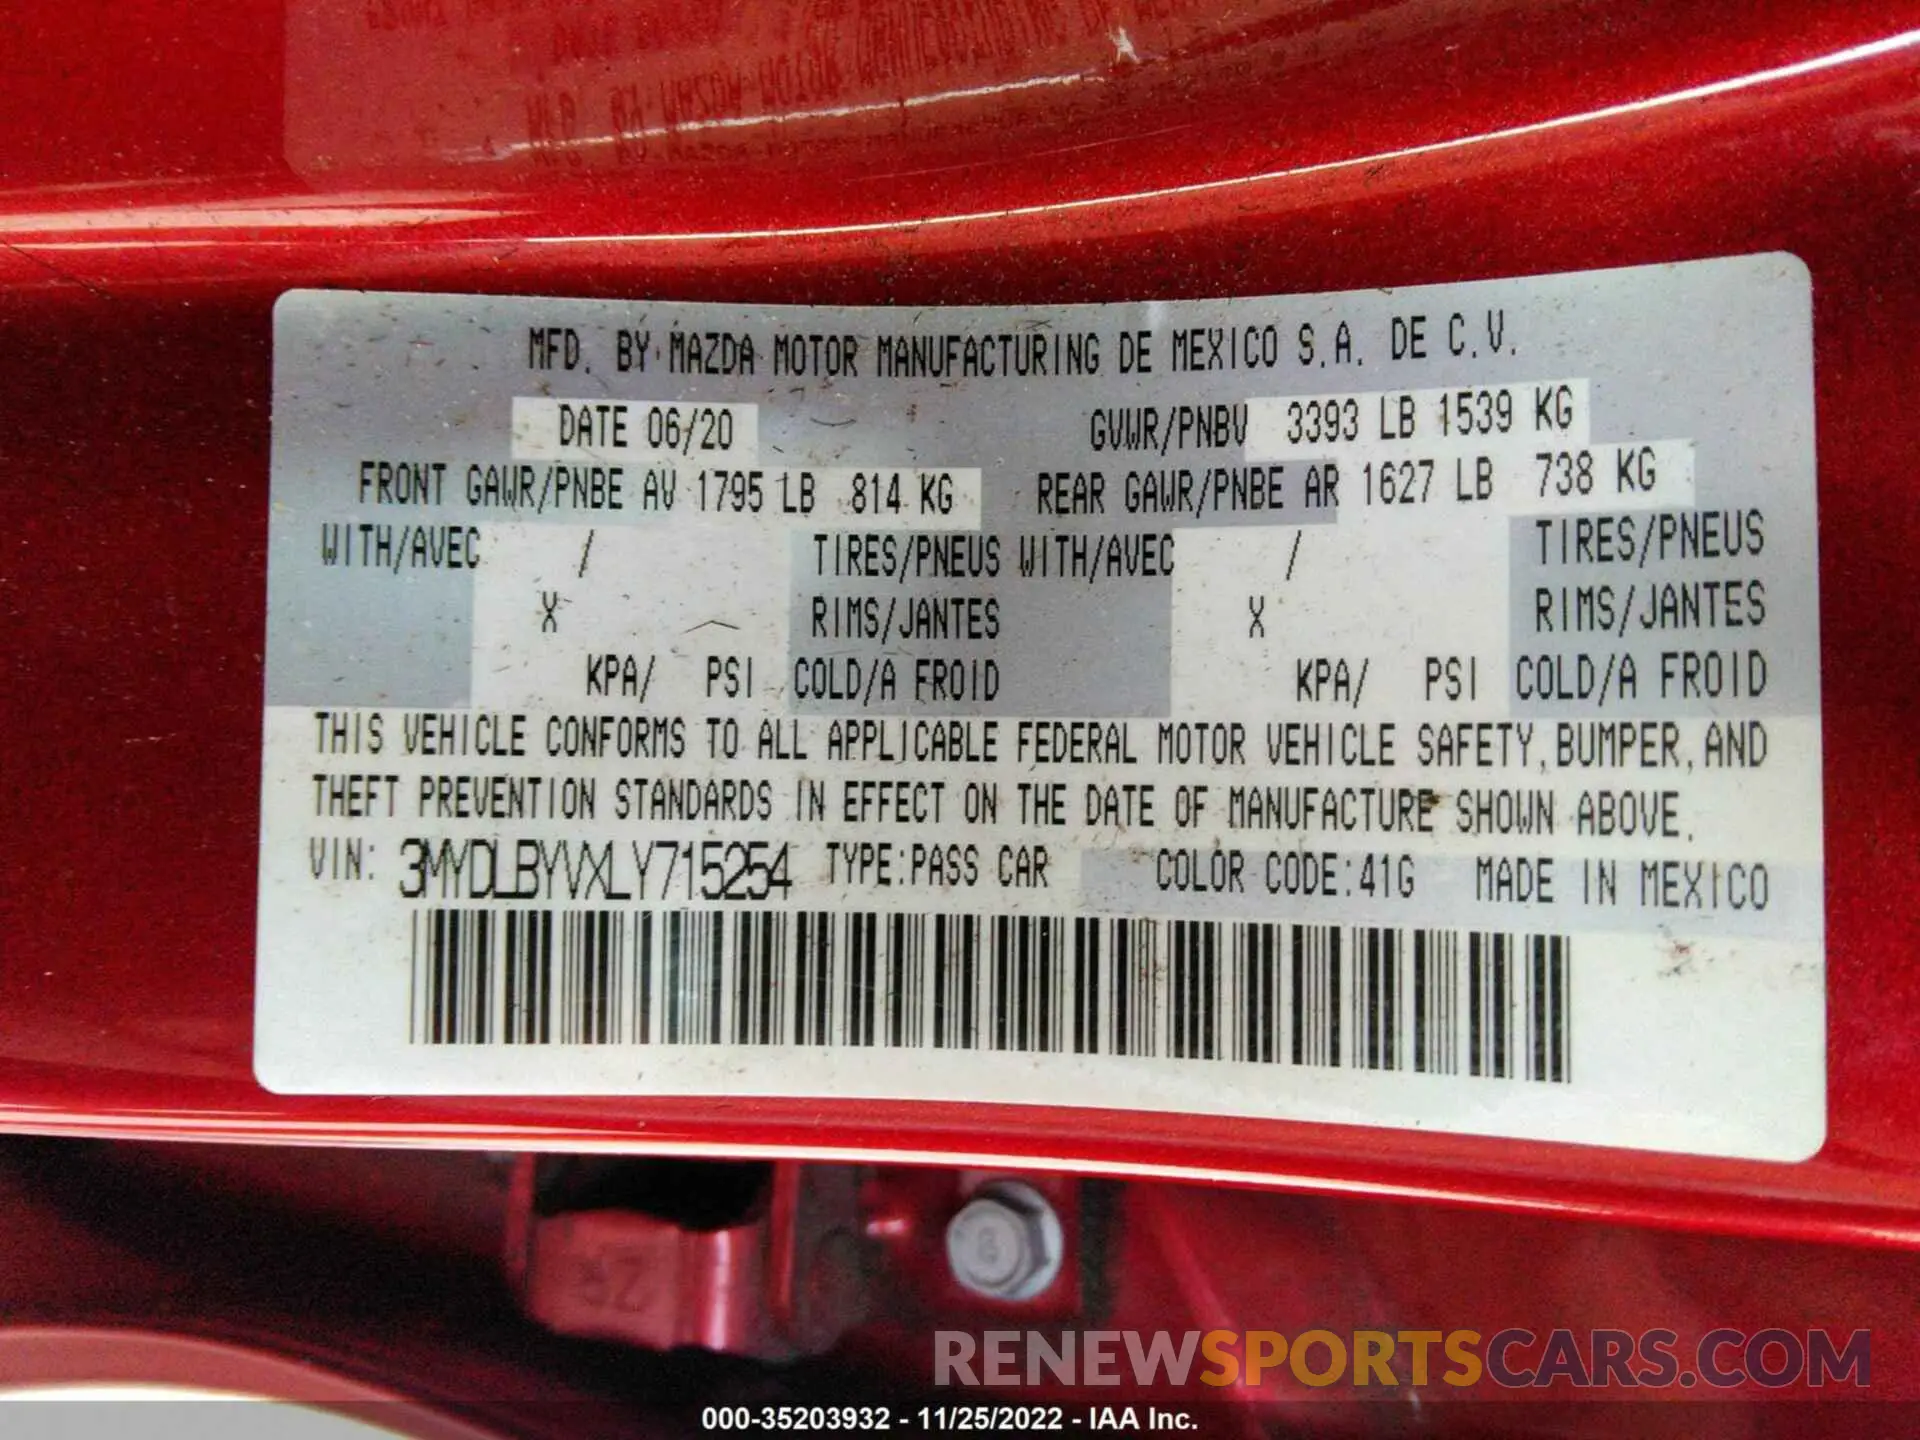 MFD. BY MAZDA MOTOR MANUFACTURING DE MEXICO S.A. DE C.V.
DATE 06/20 GVWR/PNBV 3393 LB 1539 KG
FRONT GAWR/PNBE AV 1795 LB 814 KG REAR GAWR/PNBE AR 1627 LB 738 KG
WITH/AVEC / TIRES/PNEUS WITH/AVEC / TIRES/PNEUS
X RIMS/JANTES X RIMS/JANTES
KPA/ PSI COLD/A FROID KPA/ PSI COLD/A FROID
THIS VEHICLE CONFORMS TO ALL APPLICABLE FEDERAL MOTOR VEHICLE SAFETY, BUMPER, AND
THEFT PREVENTION STANDARDS IN EFFECT ON THE DATE OF MANUFACTURE SHOWN ABOVE.
VIN: 3MYDLBYVXLY715254 TYPE:PASS CAR COLOR CODE:41G MADE IN MEXICO
8
RENEWSPORTSCARS.COM
000-35203932 - 11/25/2022 - IAA Inc.